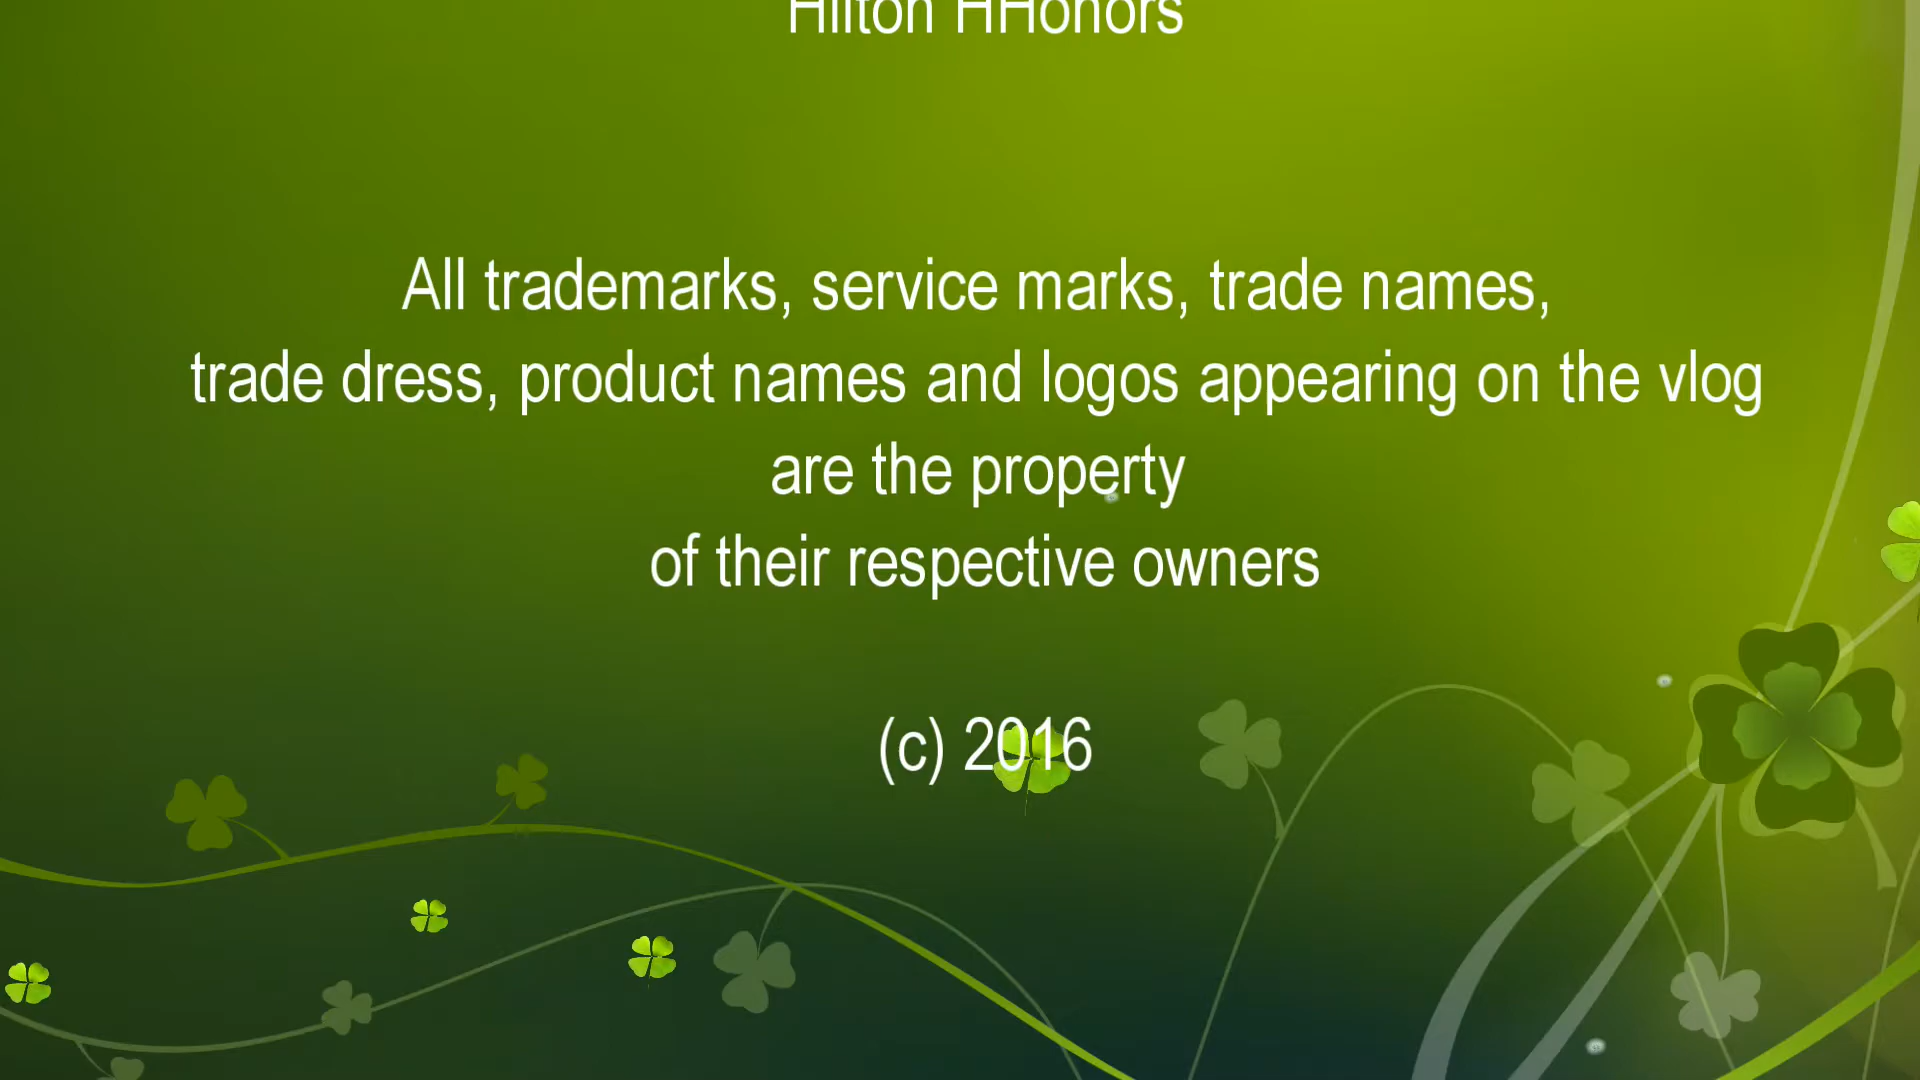 Hilton HHonors
All trademarks, service marks, trade names,
trade dress, product names and logos appearing on the vlog
are the property
of their respective owners
(c) 2016